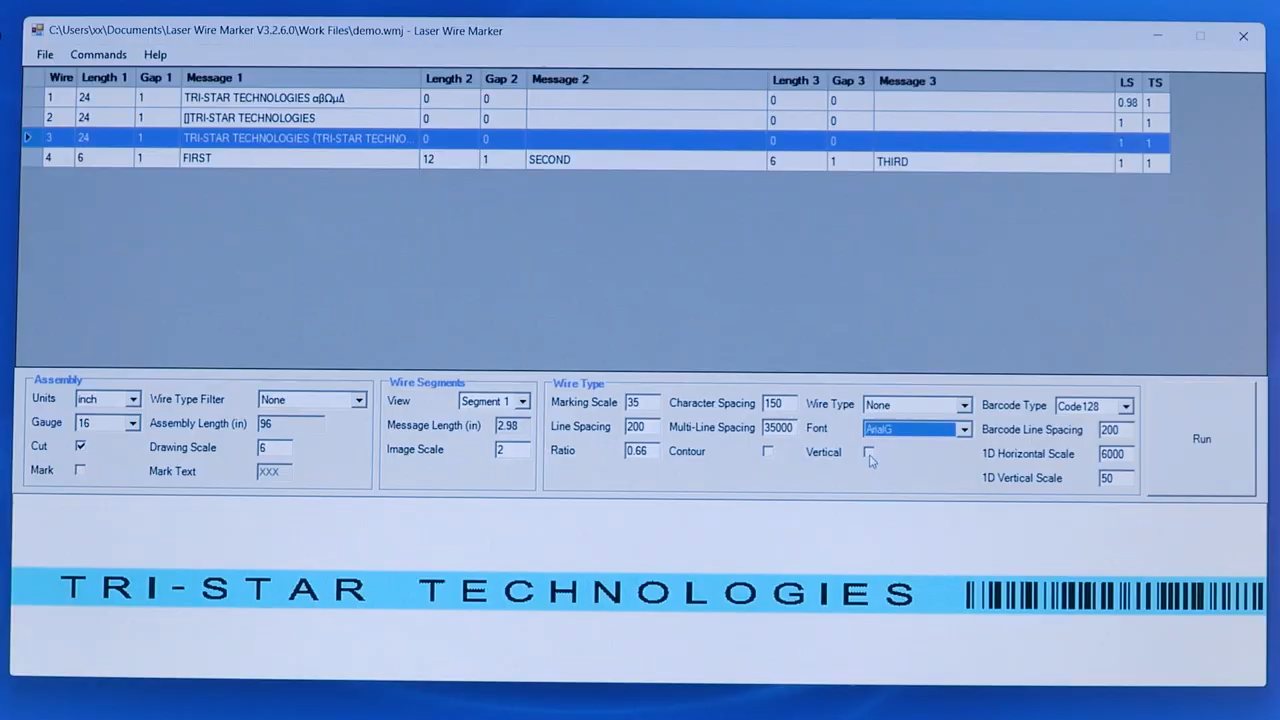 C:\Users\xx\Documents\Laser Wire Marker V3.2.6.0\Work Files\demo.wmj - Laser Wire Marker
File Commands Help
Wire Length 1 Gap 1 Message 1 Length 2 Gap 2 Message 2 Length 3 Gap 3 Message 3 LS TS
1 24 1 TRI-STAR TECHNOLOGIES αβΩμΔ 0 0 0 0 0.98 1
2 24 1 []TRI-STAR TECHNOLOGIES 0 0 0 0 1 1
3 24 1 TRI-STAR TECHNOLOGIES {TRI-STAR TECHNO... 0 0 0 0 1 1
4 6 1 FIRST 12 1 SECOND 6 1 THIRD 1 1
Assembly
Units inch Wire Type Filter None
Gauge 16 Assembly Length (in) 96
Cut Drawing Scale 6
Mark Mark Text XXX
Wire Segments
View Segment 1
Message Length (in) 2.98
Image Scale 2
Wire Type
Marking Scale 35 Character Spacing 150 Wire Type None Barcode Type Code128
Line Spacing 200 Multi-Line Spacing 35000 Font ArialG Barcode Line Spacing 200
Ratio 0.66 Contour Vertical 1D Horizontal Scale 6000
1D Vertical Scale 50
Run
TRI-STAR TECHNOLOGIES